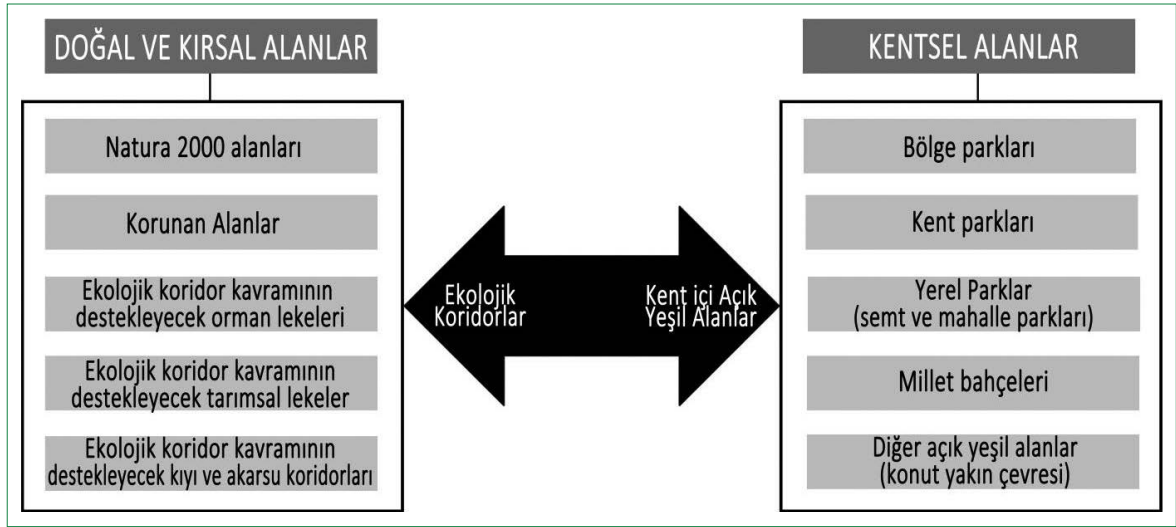 DOĞAL VE KIRSAL ALANLAR
Natura 2000 alanları
Korunan Alanlar
Ekolojik koridor kavramının
destekleyecek orman lekeleri
Ekolojik koridor kavramının
destekleyecek tarımsal lekeler
Ekolojik koridor kavramının
destekleyecek kıyı ve akarsu koridorları
Ekolojik
Koridorlar
Kent içi Açık
Yeşil Alanlar
KENTSEL ALANLAR
Bölge parkları
Kent parkları
Yerel Parklar
(semt ve mahalle parkları)
Millet bahçeleri
Diğer açık yeşil alanlar
(konut yakın çevresi)